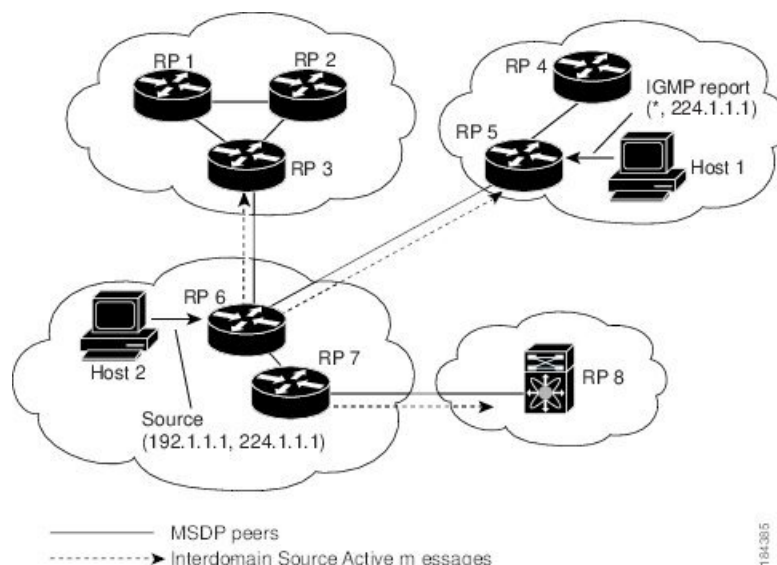 RP 1
RP 2
RP 3
RP 4
IGMP report
(*, 224.1.1.1)
RP 5
Host 1
RP 6
Host 2
RP 7
RP 8
Source
(192.1.1.1, 224.1.1.1)
MSDP peers
Interdomain Source Active m essages
184385